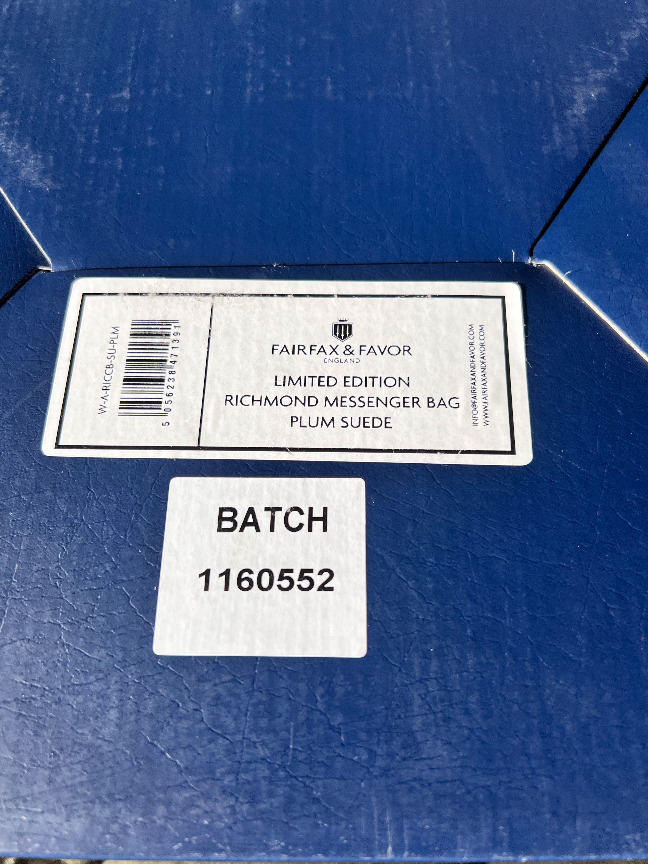 W-A-RICCB-SU-PLM
5 056238 471391
FAIRFAX & FAVOR
ENGLAND
LIMITED EDITION
RICHMOND MESSENGER BAG
PLUM SUEDE
INFO@FAIRFAXANDFAVOR.COM
WWW.FAIRFAXANDFAVOR.COM
BATCH
1160552